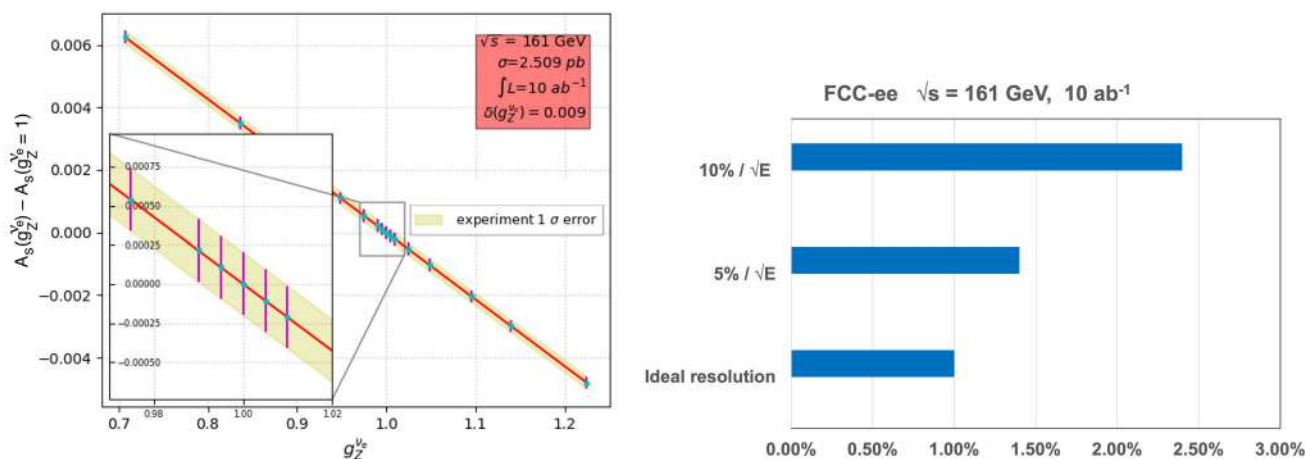 0.006
0.004
0.002
0.000
−0.002
−0.004
A_S(g_Z^{ν_e}) − A_S(g_Z^{ν_e} = 1)
√s = 161 GeV
σ=2.509 pb
∫L=10 ab⁻¹
δ(g_Z^{ν_e}) = 0.009
0.00075
0.00050
0.00025
0.00000
−0.00025
−0.00050
0.98 1.00 1.02
experiment 1 σ error
0.7 0.8 0.9 1.0 1.1 1.2
g_Z^{ν_e}
FCC-ee √s = 161 GeV, 10 ab⁻¹
10% / √E
5% / √E
Ideal resolution
0.00% 0.50% 1.00% 1.50% 2.00% 2.50% 3.00%